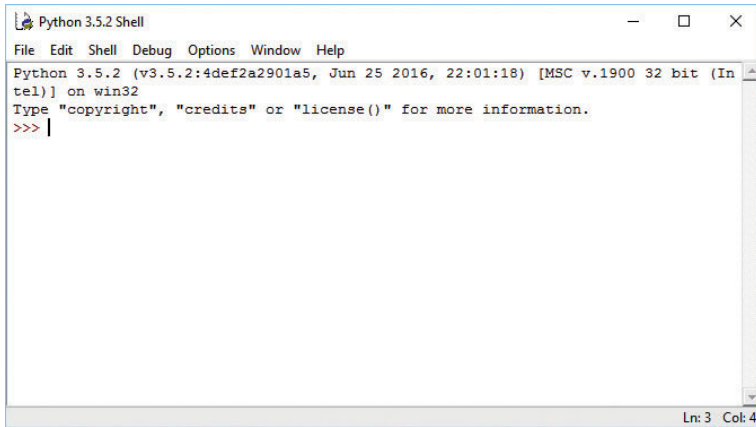 Python 3.5.2 Shell
File Edit Shell Debug Options Window Help
Python 3.5.2 (v3.5.2:4def2a2901a5, Jun 25 2016, 22:01:18) [MSC v.1900 32 bit (In
tel)] on win32
Type "copyright", "credits" or "license()" for more information.
>>>
Ln: 3 Col: 4